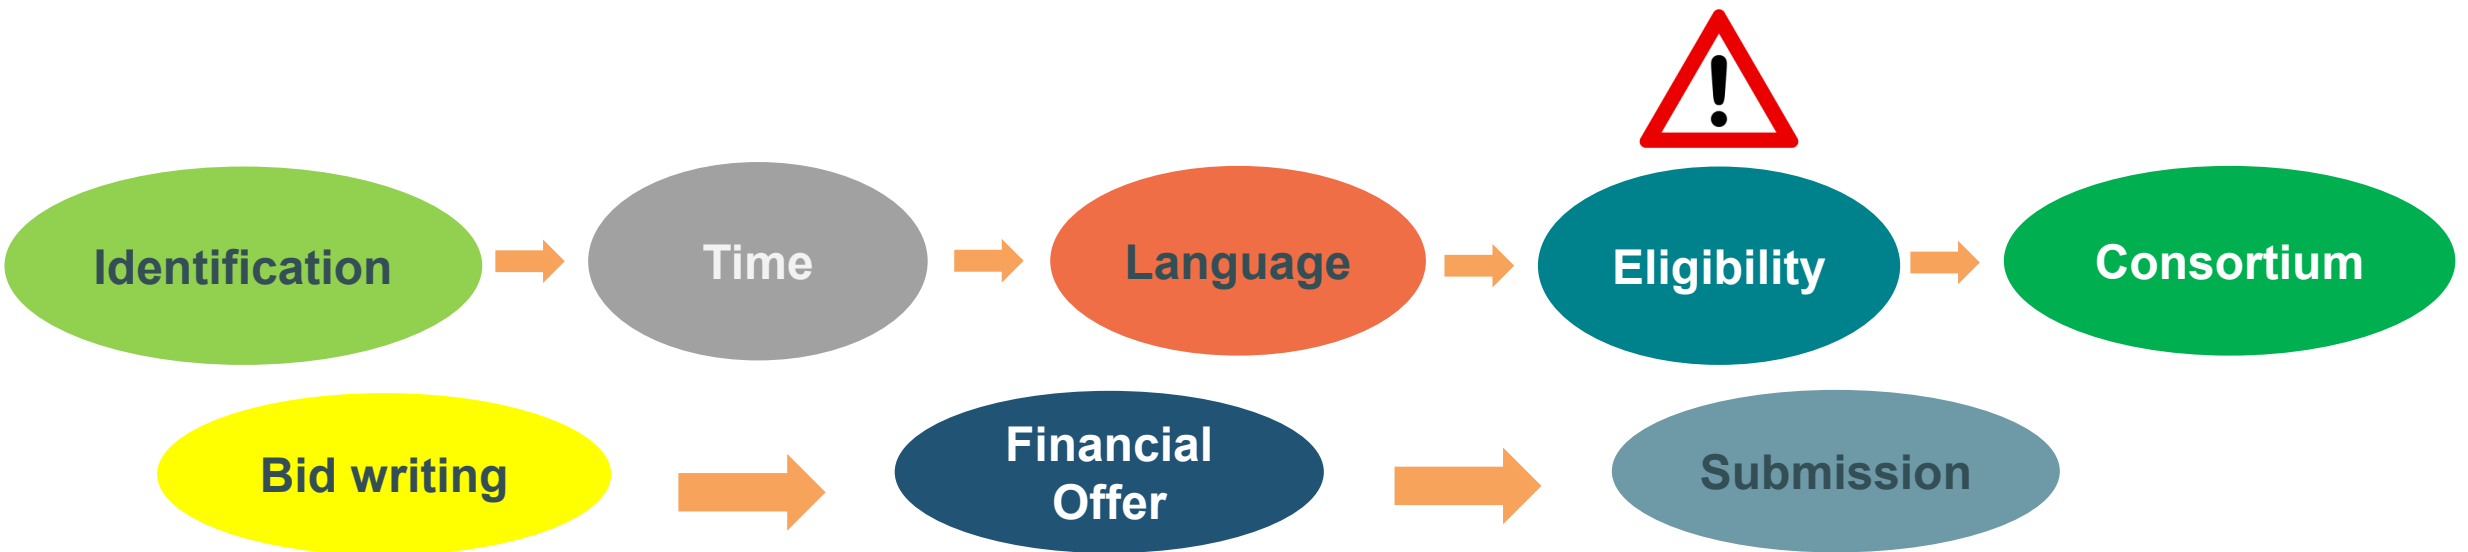 Identification
Time
Language
Eligibility
Consortium
Bid writing
Financial
Offer
Submission